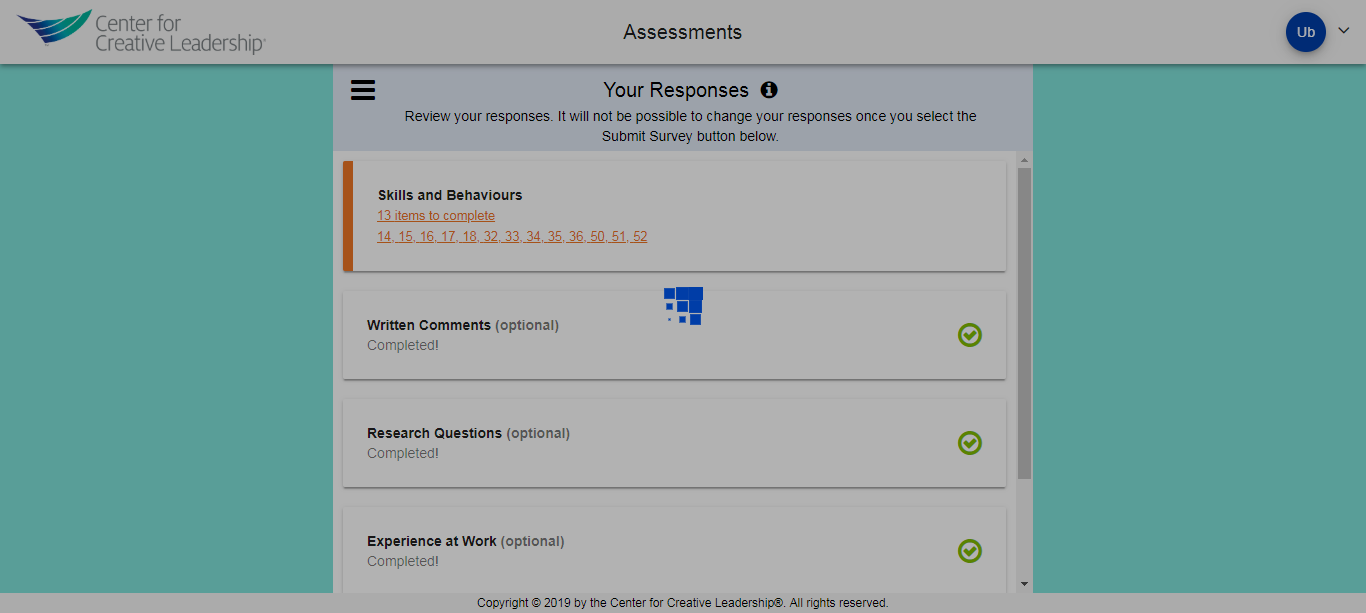 Center for
Creative Leadership®
Assessments
Ub
Your Responses
Review your responses. It will not be possible to change your responses once you select the
Submit Survey button below.
Skills and Behaviours
13 items to complete
14, 15, 16, 17, 18, 32, 33, 34, 35, 36, 50, 51, 52
Written Comments (optional)
Completed!
Research Questions (optional)
Completed!
Experience at Work (optional)
Completed!
Copyright © 2019 by the Center for Creative Leadership®. All rights reserved.